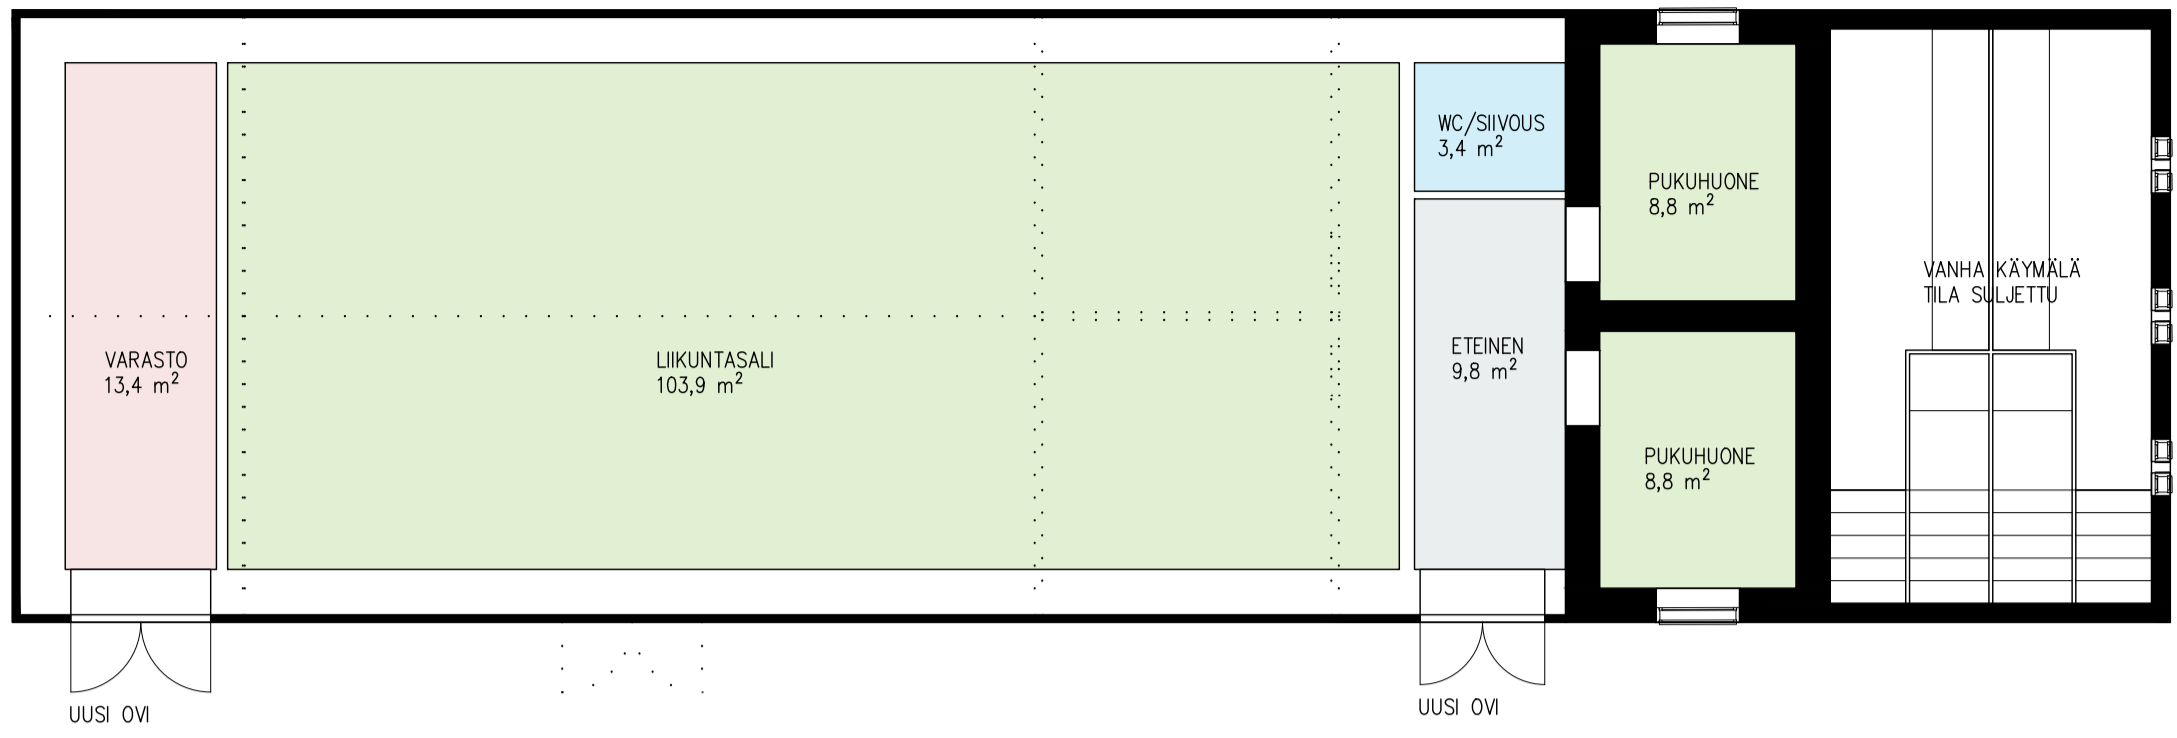 VARASTO
13,4 m²
LIIKUNTASALI
103,9 m²
WC/SIIVOUS
3,4 m²
ETEINEN
9,8 m²
PUKUHUONE
8,8 m²
PUKUHUONE
8,8 m²
VANHA KÄYMÄLÄ
TILA SULJETTU
UUSI OVI
UUSI OVI